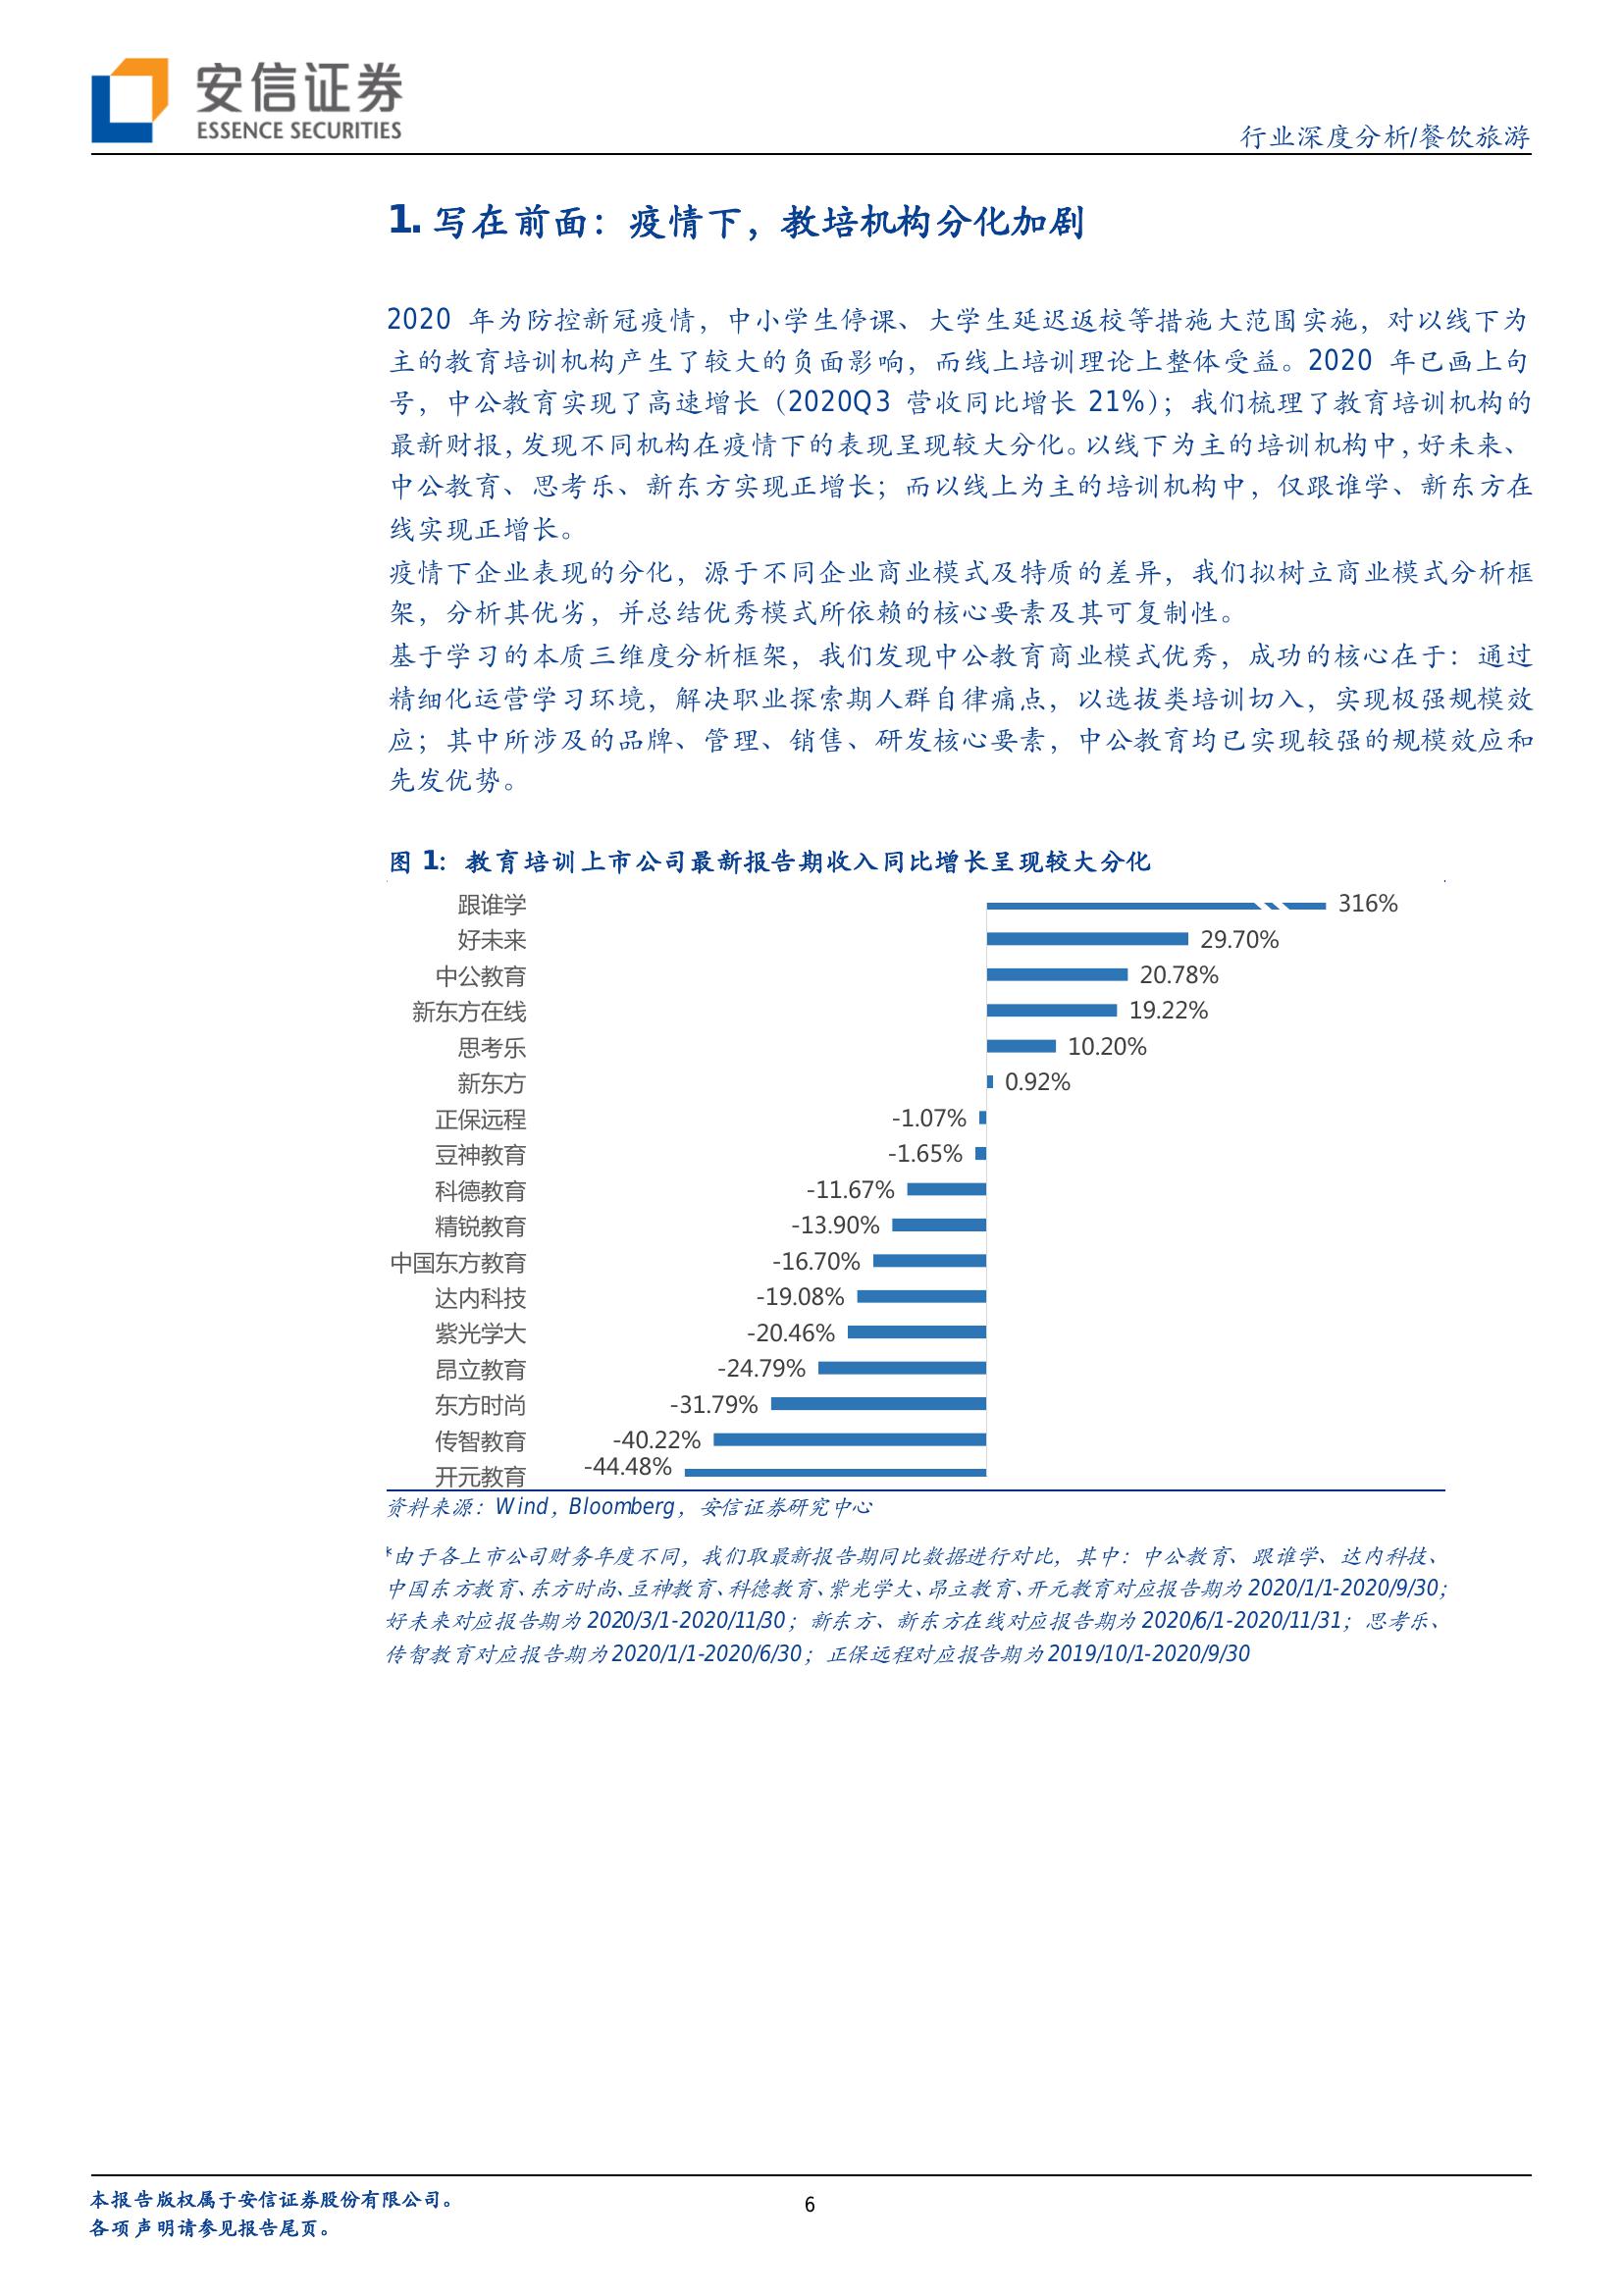 安信证券
ESSENCE SECURITIES
行业深度分析/餐饮旅游
1. 写在前面：疫情下，教培机构分化加剧
2020 年为防控新冠疫情，中小学生停课、大学生延迟返校等措施大范围实施，对以线下为
主的教育培训机构产生了较大的负面影响，而线上培训理论上整体受益。2020 年已画上句
号，中公教育实现了高速增长（2020Q3 营收同比增长 21%）；我们梳理了教育培训机构的
最新财报，发现不同机构在疫情下的表现呈现较大分化。以线下为主的培训机构中，好未来、
中公教育、思考乐、新东方实现正增长；而以线上为主的培训机构中，仅跟谁学、新东方在
线实现正增长。
疫情下企业表现的分化，源于不同企业商业模式及特质的差异，我们拟树立商业模式分析框
架，分析其优劣，并总结优秀模式所依赖的核心要素及其可复制性。
基于学习的本质三维度分析框架，我们发现中公教育商业模式优秀，成功的核心在于：通过
精细化运营学习环境，解决职业探索期人群自律痛点，以选拔类培训切入，实现极强规模效
应；其中所涉及的品牌、管理、销售、研发核心要素，中公教育均已实现较强的规模效应和
先发优势。
图 1：教育培训上市公司最新报告期收入同比增长呈现较大分化
跟谁学 316%
好未来 29.70%
中公教育 20.78%
新东方在线 19.22%
思考乐 10.20%
新东方 0.92%
正保远程 -1.07%
豆神教育 -1.65%
科德教育 -11.67%
精锐教育 -13.90%
中国东方教育 -16.70%
达内科技 -19.08%
紫光学大 -20.46%
昂立教育 -24.79%
东方时尚 -31.79%
传智教育 -40.22%
开元教育 -44.48%
资料来源：Wind，Bloomberg，安信证券研究中心
*由于各上市公司财务年度不同，我们取最新报告期同比数据进行对比，其中：中公教育、跟谁学、达内科技、
中国东方教育、东方时尚、豆神教育、科德教育、紫光学大、昂立教育、开元教育对应报告期为 2020/1/1-2020/9/30；
好未来对应报告期为 2020/3/1-2020/11/30；新东方、新东方在线对应报告期为 2020/6/1-2020/11/31；思考乐、
传智教育对应报告期为 2020/1/1-2020/6/30；正保远程对应报告期为 2019/10/1-2020/9/30
本报告版权属于安信证券股份有限公司。
各项声明请参见报告尾页。
6